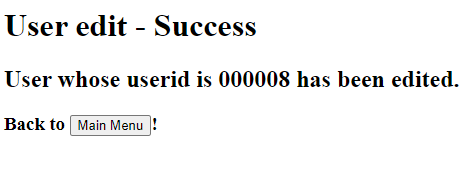 User edit - Success
User whose userid is 000008 has been edited.
Back to Main Menu!